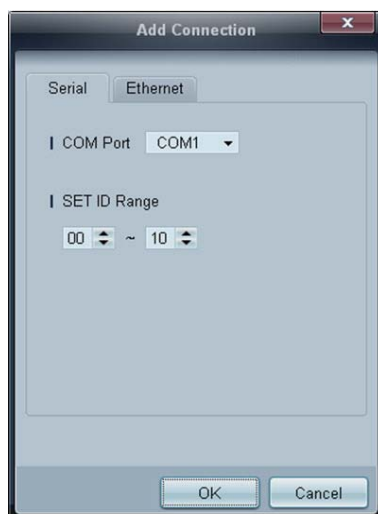 Add Connection
Serial Ethernet
COM Port COM1
SET ID Range
00 ~ 10
OK Cancel